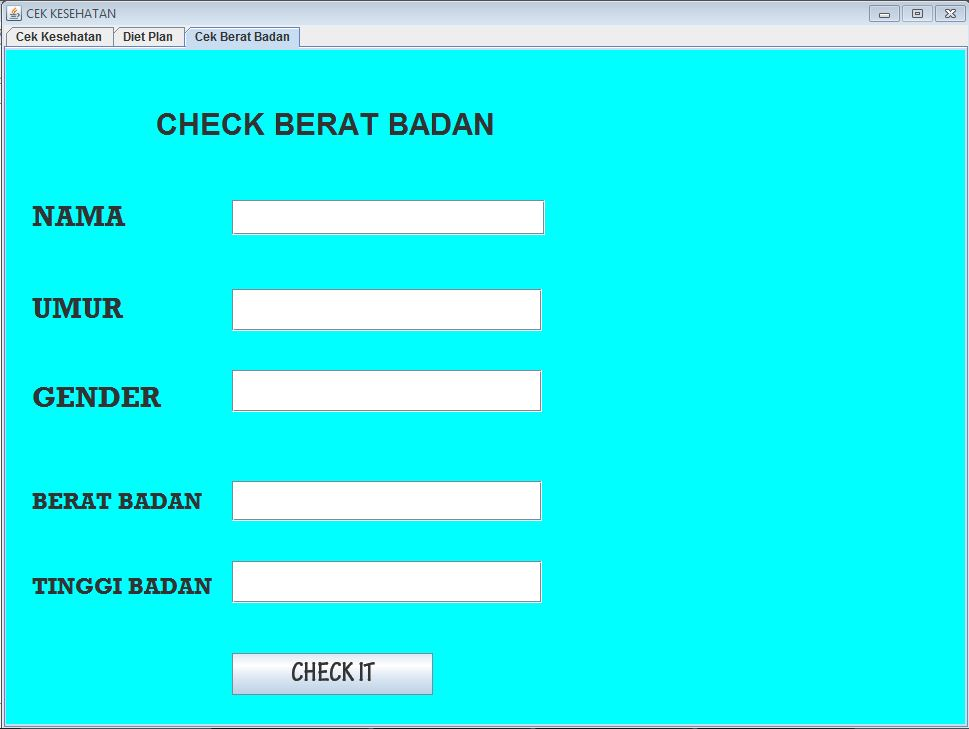 CEK KESEHATAN
Cek Kesehatan Diet Plan Cek Berat Badan
CHECK BERAT BADAN
NAMA
UMUR
GENDER
BERAT BADAN
TINGGI BADAN
CHECK IT